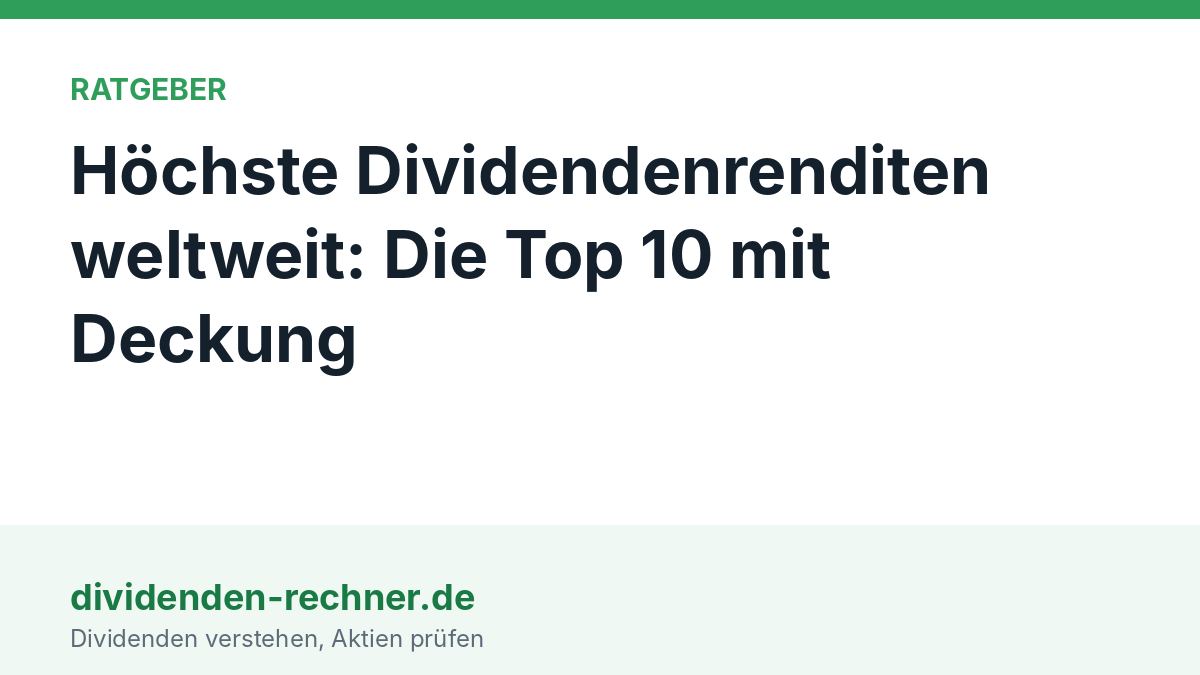 RATGEBER
Höchste Dividendenrenditen
weltweit: Die Top 10 mit
Deckung
dividenden-rechner.de
Dividenden verstehen, Aktien prüfen